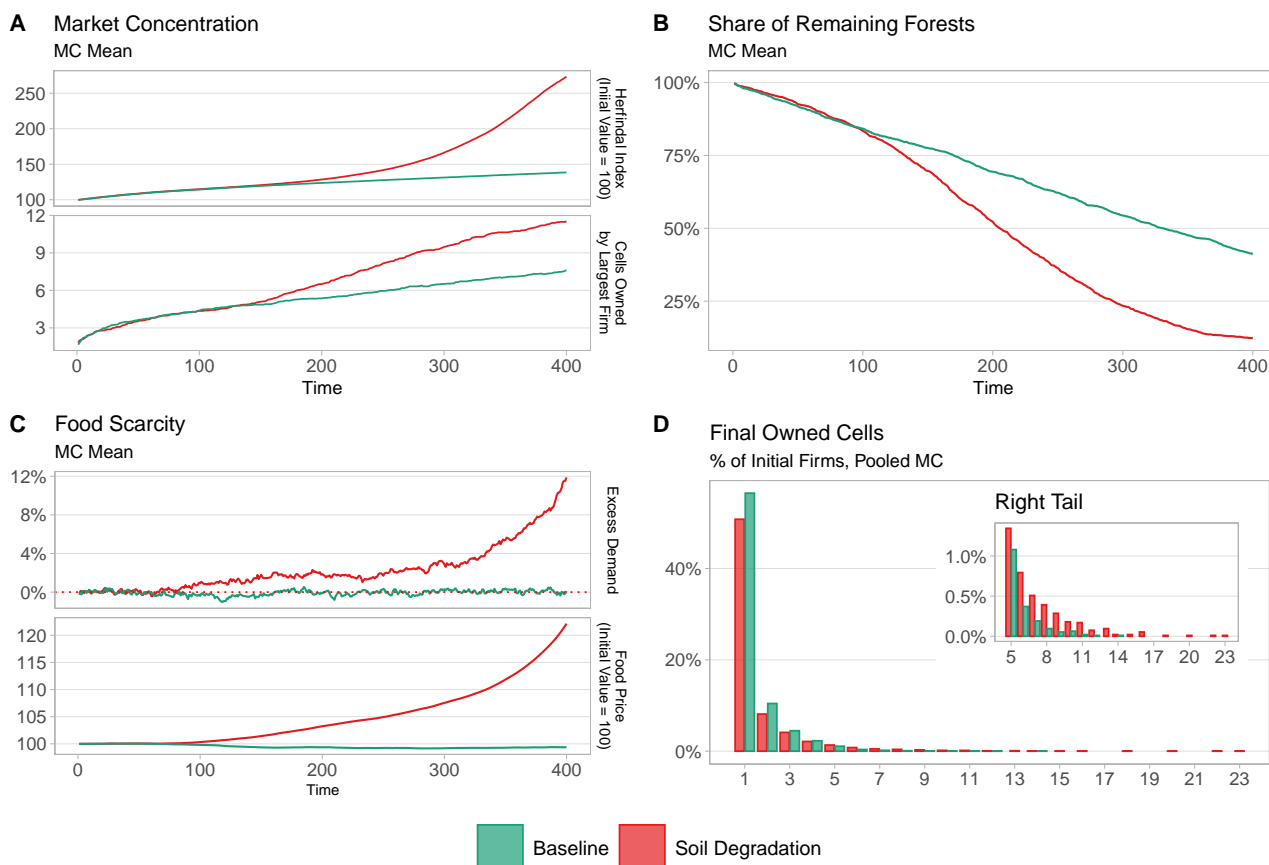 A Market Concentration
MC Mean
250
200
150
100
Herfindal Index
(Iniial Value = 100)
12
9
6
3
Cells Owned
by Largest Firm
0 100 200 300 400
Time
B Share of Remaining Forests
MC Mean
100%
75%
50%
25%
0 100 200 300 400
Time
C Food Scarcity
MC Mean
12%
8%
4%
0%
Excess Demand
120
115
110
105
100
Food Price
(Initial Value = 100)
0 100 200 300 400
Time
D Final Owned Cells
% of Initial Firms, Pooled MC
40%
20%
0%
1 3 5 7 9 11 13 15 17 19 21 23
Right Tail
1.0%
0.5%
0.0%
5 8 11 14 17 20 23
Baseline Soil Degradation